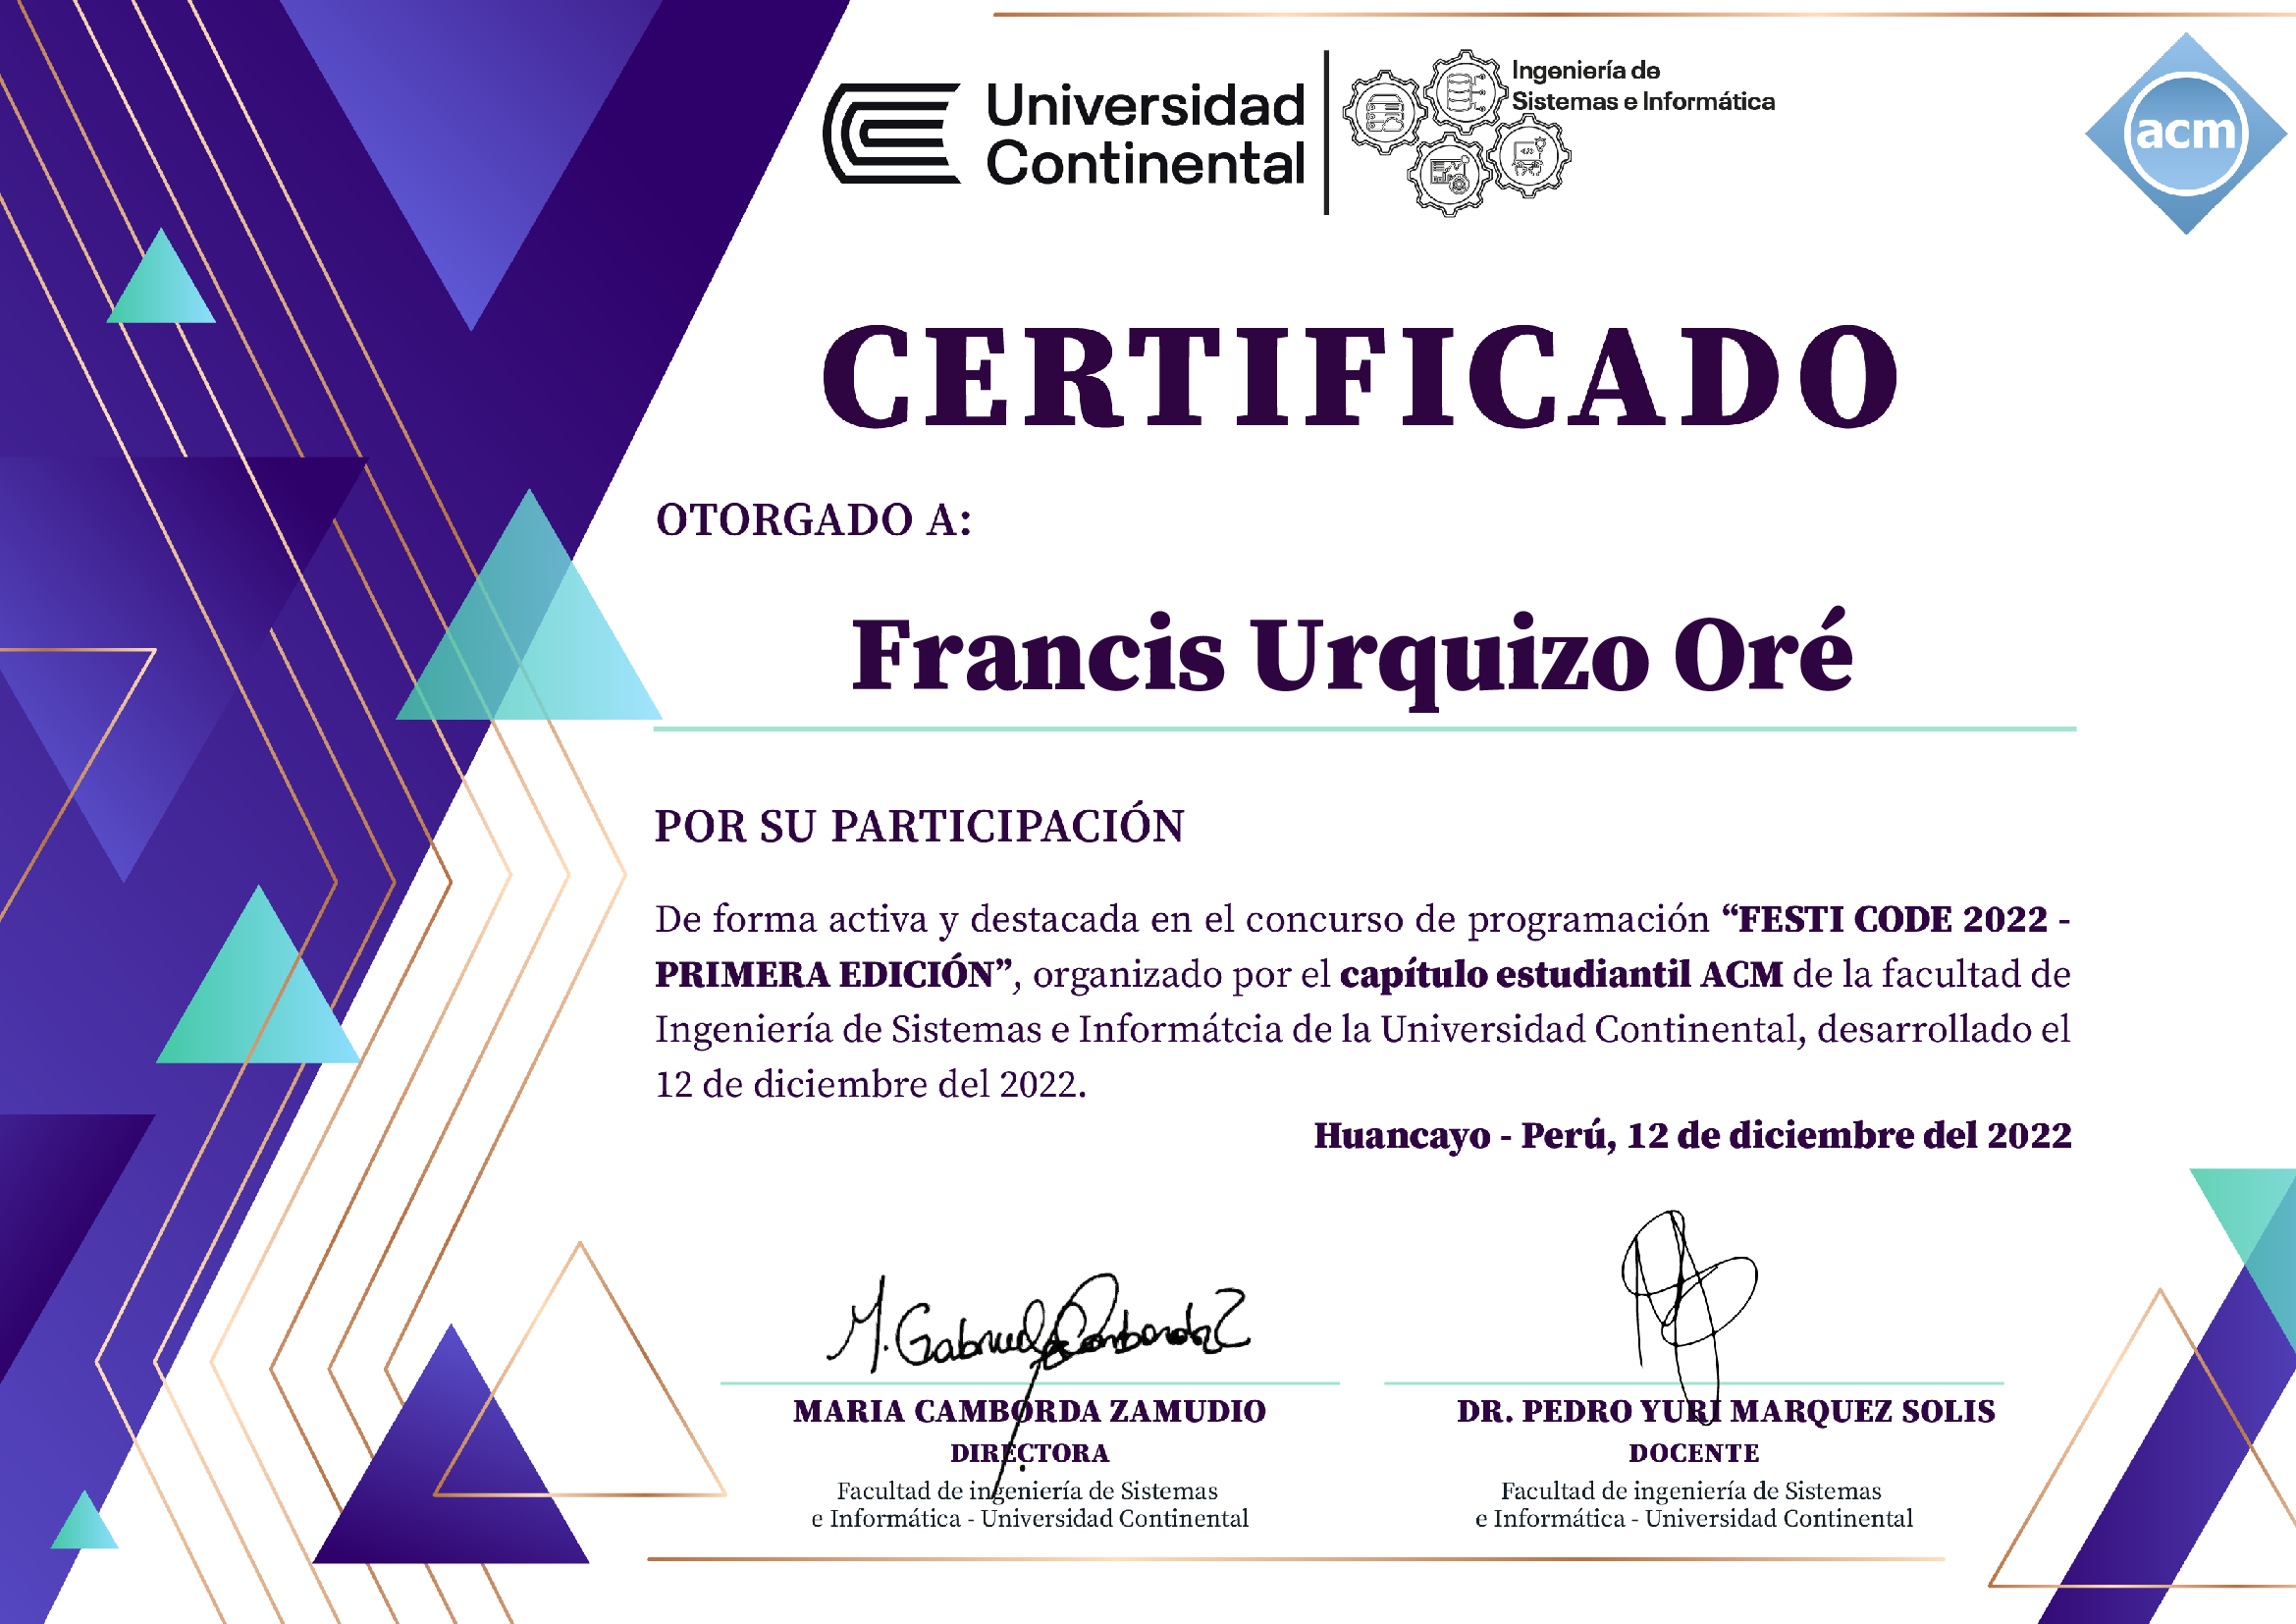 Universidad
Continental
Ingeniería de
Sistemas e Informática
acm
CERTIFICADO
OTORGADO A:
Francis Urquizo Oré
POR SU PARTICIPACIÓN
De forma activa y destacada en el concurso de programación “FESTI CODE 2022 -
PRIMERA EDICIÓN”, organizado por el capítulo estudiantil ACM de la facultad de
Ingeniería de Sistemas e Informátcia de la Universidad Continental, desarrollado el
12 de diciembre del 2022.
Huancayo - Perú, 12 de diciembre del 2022
M. Gabriela Camborda Z
MARIA CAMBORDA ZAMUDIO
DIRECTORA
Facultad de ingeniería de Sistemas
e Informática - Universidad Continental
DR. PEDRO YURI MARQUEZ SOLIS
DOCENTE
Facultad de ingeniería de Sistemas
e Informática - Universidad Continental